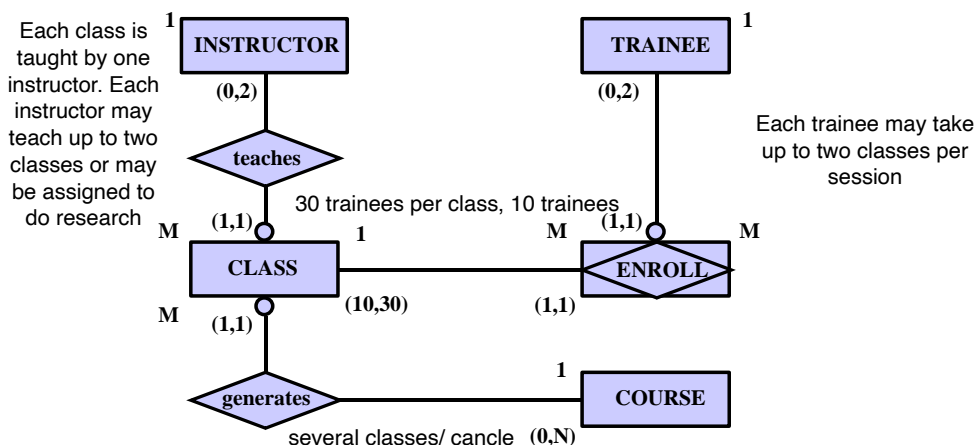 Each class is
taught by one
instructor. Each
instructor may
teach up to two
classes or may
be assigned to
do research
1
INSTRUCTOR
(0,2)
teaches
(1,1)
M
1
TRAINEE
(0,2)
Each trainee may take
up to two classes per
session
30 trainees per class, 10 trainees
(1,1)
M
M
1
CLASS
ENROLL
(10,30)
(1,1)
M
(1,1)
generates
1
COURSE
(0,N)
several classes/ cancle